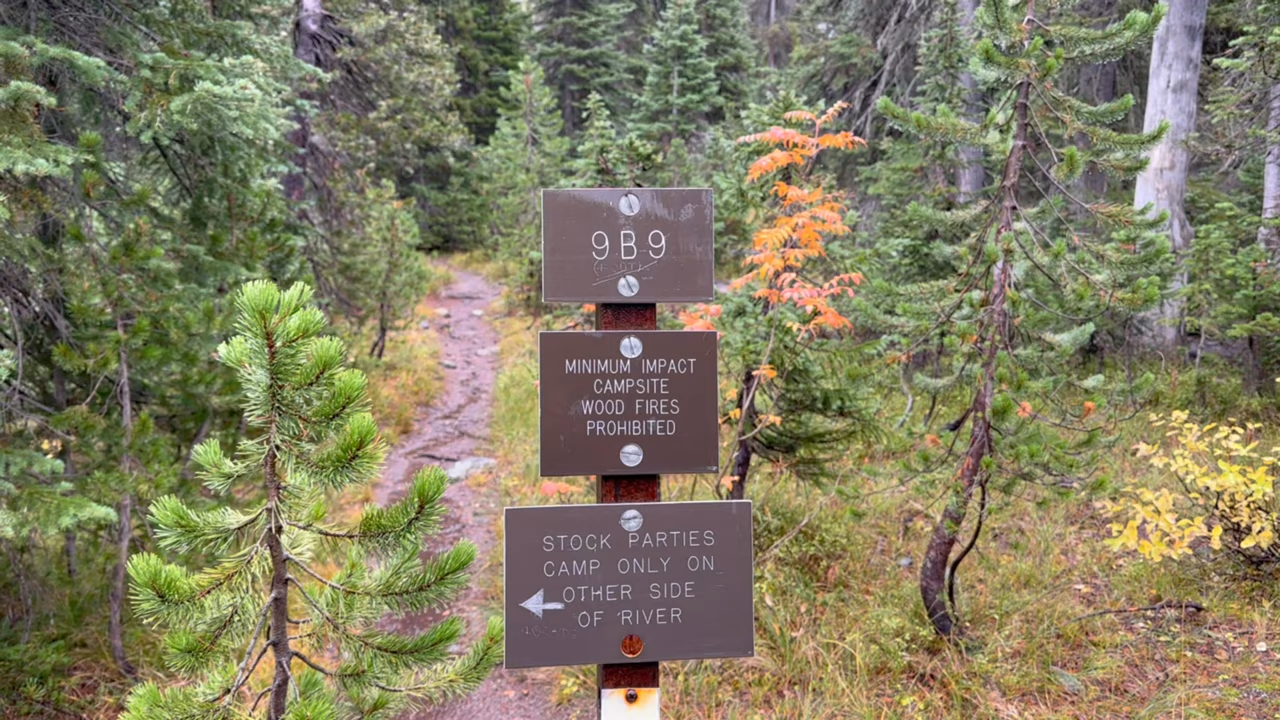 9B9
MINIMUM IMPACT
CAMPSITE
WOOD FIRES
PROHIBITED
STOCK PARTIES
CAMP ONLY ON
OTHER SIDE
OF RIVER